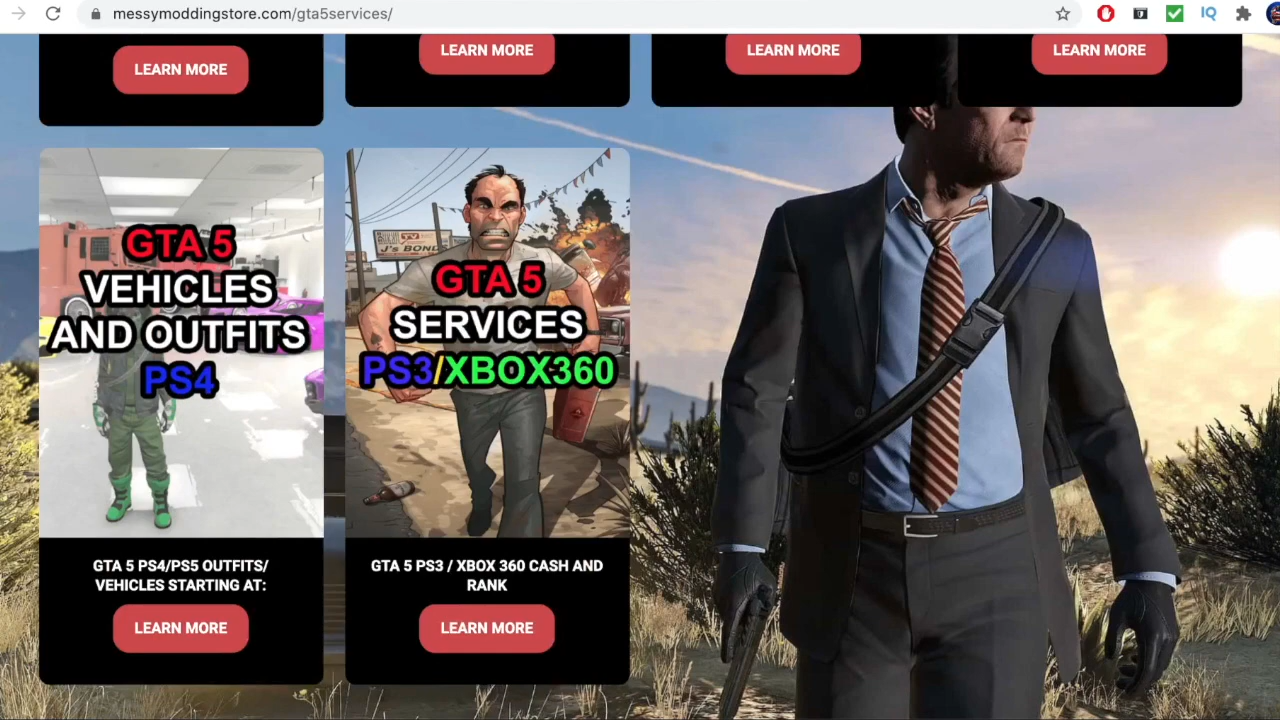 messymoddingstore.com/gta5services/
IQ
LEARN MORE
LEARN MORE
LEARN MORE
LEARN MORE
GTA 5
VEHICLES
AND OUTFITS
PS4
J's BONDS
GTA 5
SERVICES
PS3/XBOX360
GTA 5 PS4/PS5 OUTFITS/
VEHICLES STARTING AT:
LEARN MORE
GTA 5 PS3 / XBOX 360 CASH AND
RANK
LEARN MORE